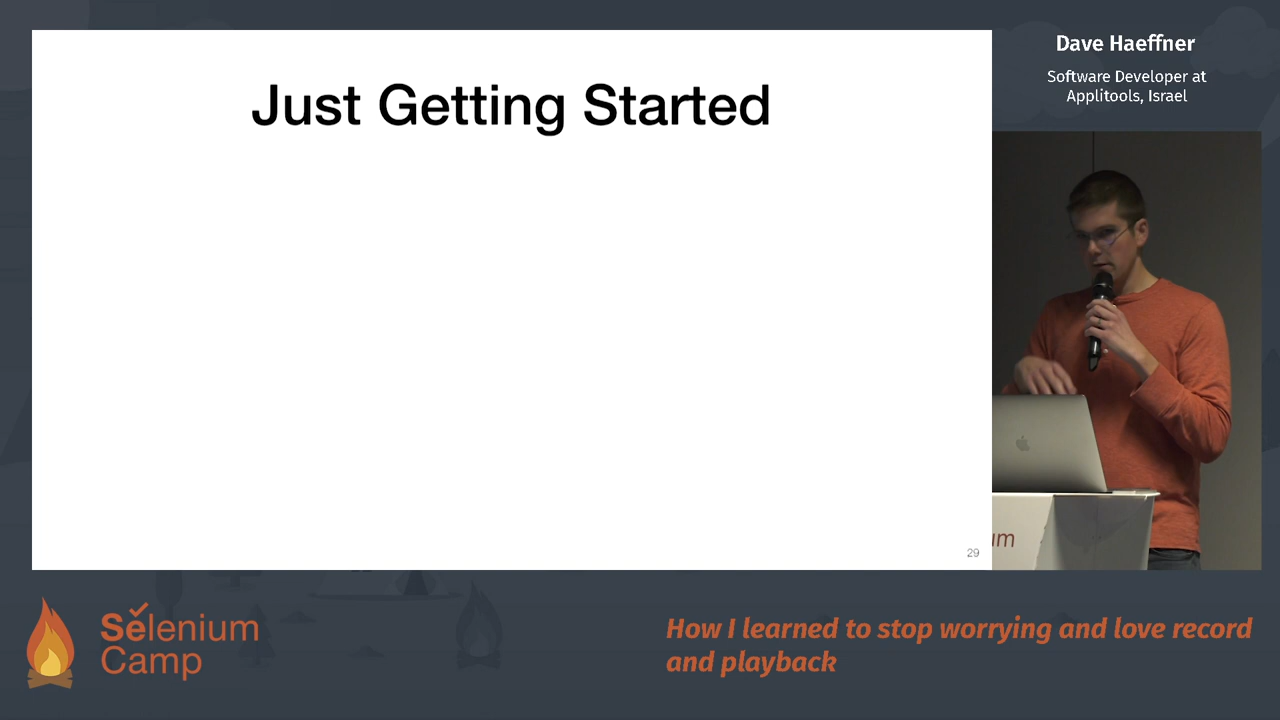 Just Getting Started
29
Dave Haeffner
Software Developer at
Applitools, Israel
um
Selenium
Camp
How I learned to stop worrying and love record
and playback